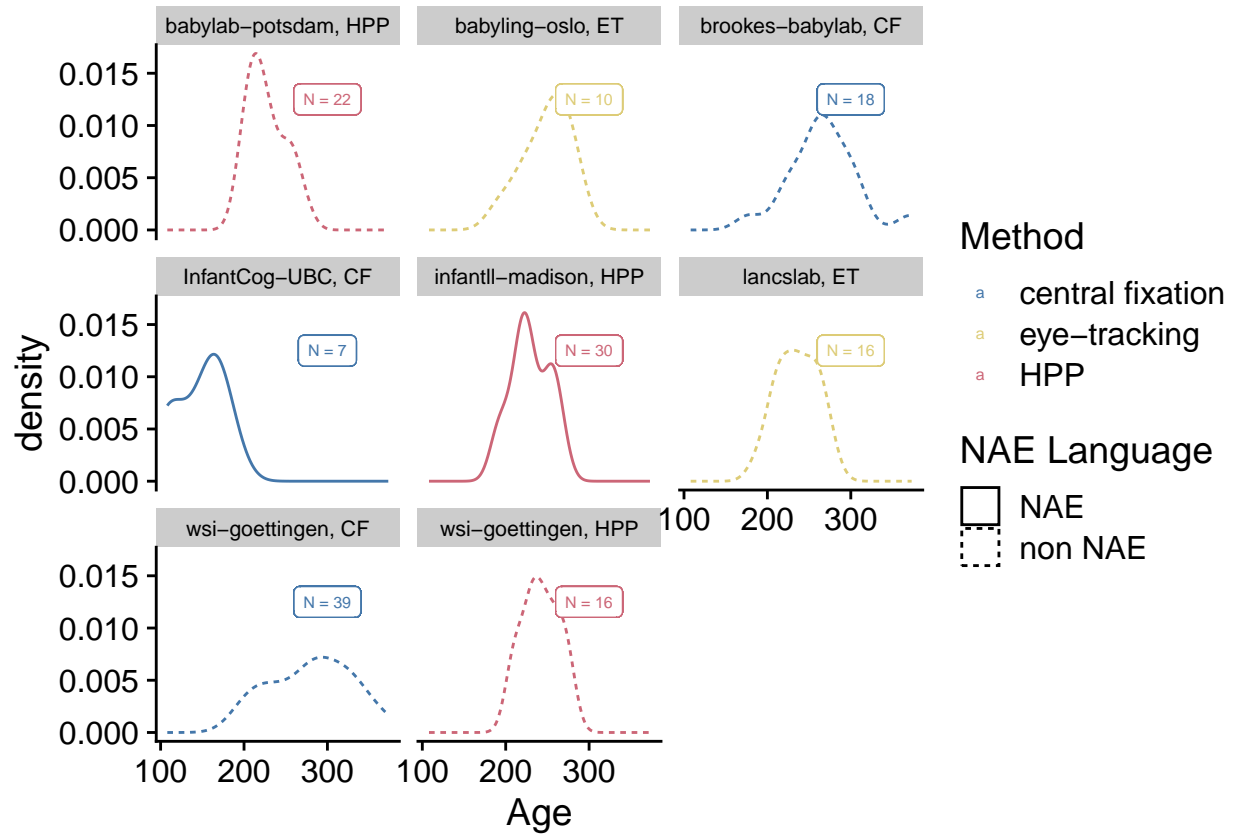 babylab−potsdam, HPP
babyling−oslo, ET
brookes−babylab, CF
0.015
0.010
0.005
0.000
N = 22
N = 10
N = 18
InfantCog−UBC, CF
infantll−madison, HPP
lancslab, ET
0.015
0.010
0.005
0.000
N = 7
N = 30
N = 16
100
200
300
wsi−goettingen, CF
wsi−goettingen, HPP
0.015
0.010
0.005
0.000
N = 39
N = 16
100
200
300
100
200
300
density
Age
Method
a central fixation
a eye−tracking
a HPP
NAE Language
NAE
non NAE